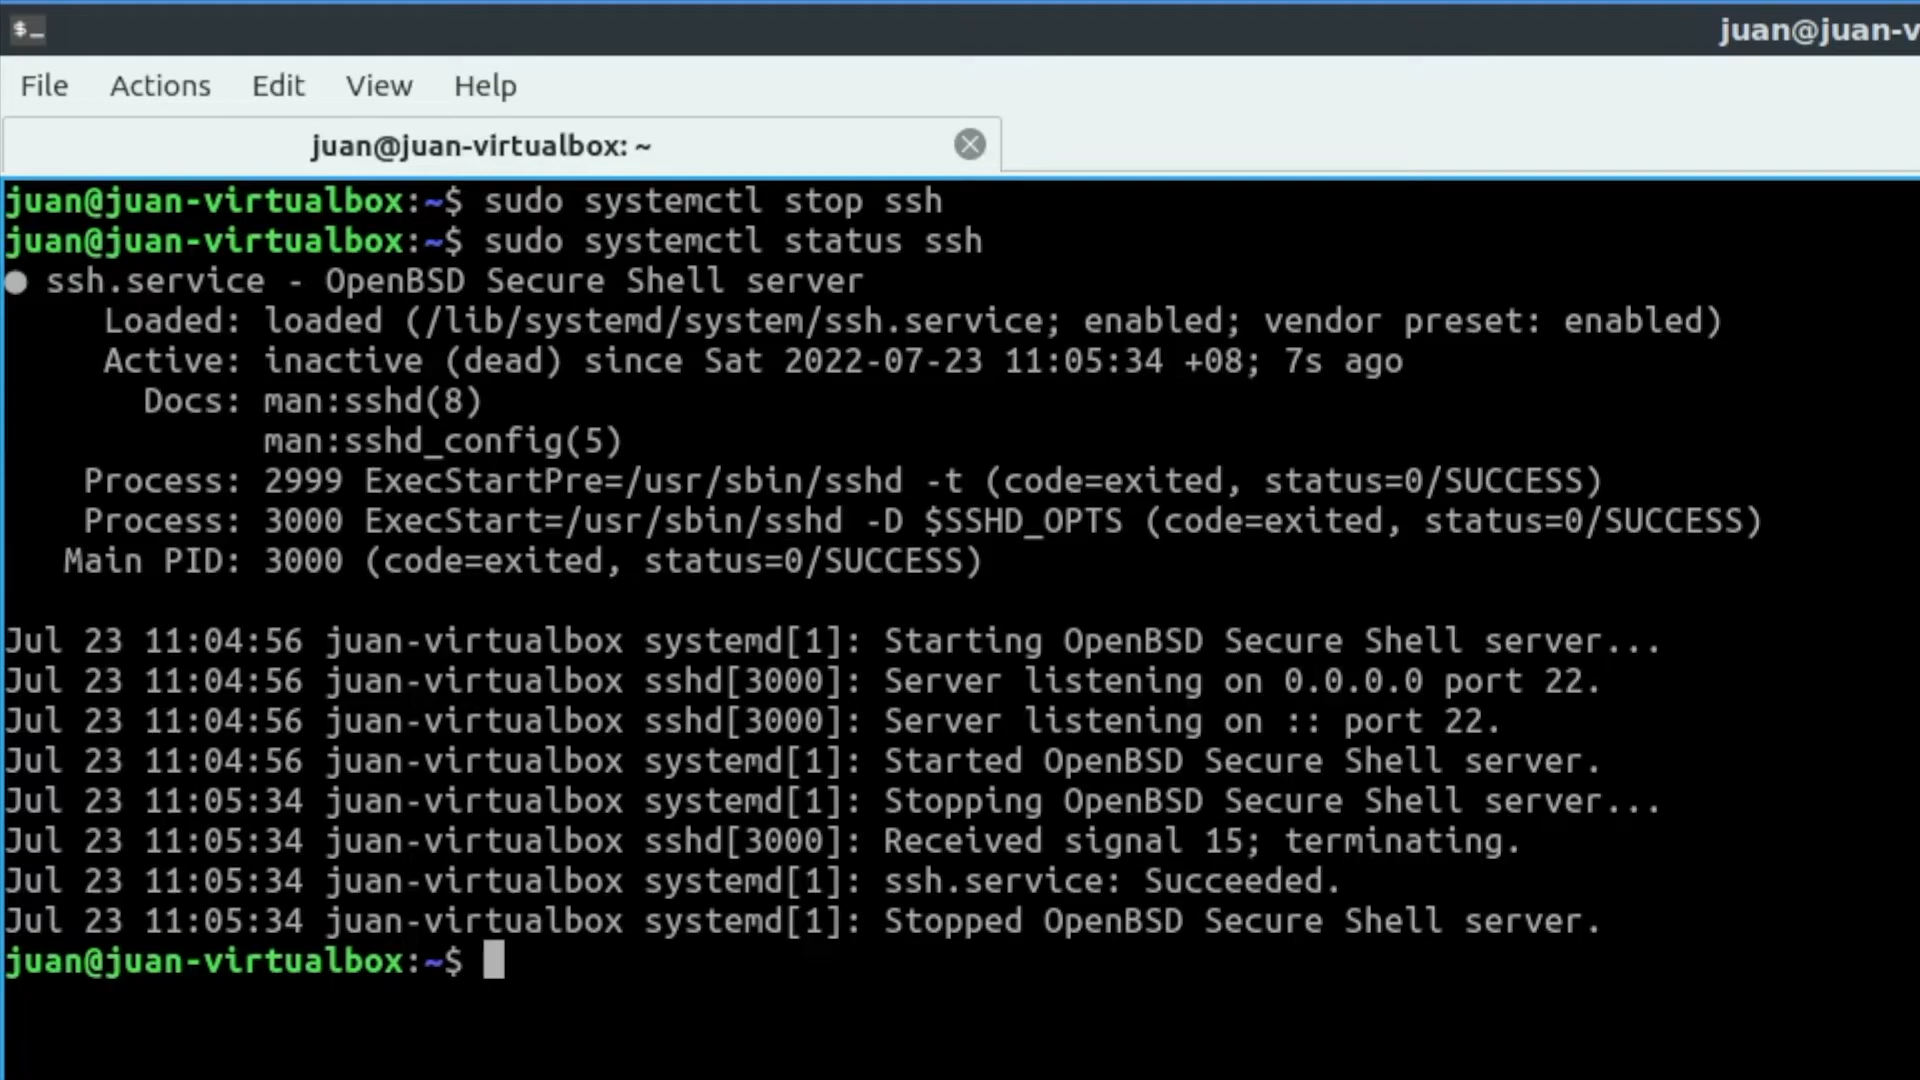 $_
juan@juan-v
File Actions Edit View Help
juan@juan-virtualbox: ~
juan@juan-virtualbox:~$ sudo systemctl stop ssh
juan@juan-virtualbox:~$ sudo systemctl status ssh
● ssh.service - OpenBSD Secure Shell server
     Loaded: loaded (/lib/systemd/system/ssh.service; enabled; vendor preset: enabled)
     Active: inactive (dead) since Sat 2022-07-23 11:05:34 +08; 7s ago
       Docs: man:sshd(8)
             man:sshd_config(5)
    Process: 2999 ExecStartPre=/usr/sbin/sshd -t (code=exited, status=0/SUCCESS)
    Process: 3000 ExecStart=/usr/sbin/sshd -D $SSHD_OPTS (code=exited, status=0/SUCCESS)
   Main PID: 3000 (code=exited, status=0/SUCCESS)
Jul 23 11:04:56 juan-virtualbox systemd[1]: Starting OpenBSD Secure Shell server...
Jul 23 11:04:56 juan-virtualbox sshd[3000]: Server listening on 0.0.0.0 port 22.
Jul 23 11:04:56 juan-virtualbox sshd[3000]: Server listening on :: port 22.
Jul 23 11:04:56 juan-virtualbox systemd[1]: Started OpenBSD Secure Shell server.
Jul 23 11:05:34 juan-virtualbox systemd[1]: Stopping OpenBSD Secure Shell server...
Jul 23 11:05:34 juan-virtualbox sshd[3000]: Received signal 15; terminating.
Jul 23 11:05:34 juan-virtualbox systemd[1]: ssh.service: Succeeded.
Jul 23 11:05:34 juan-virtualbox systemd[1]: Stopped OpenBSD Secure Shell server.
juan@juan-virtualbox:~$